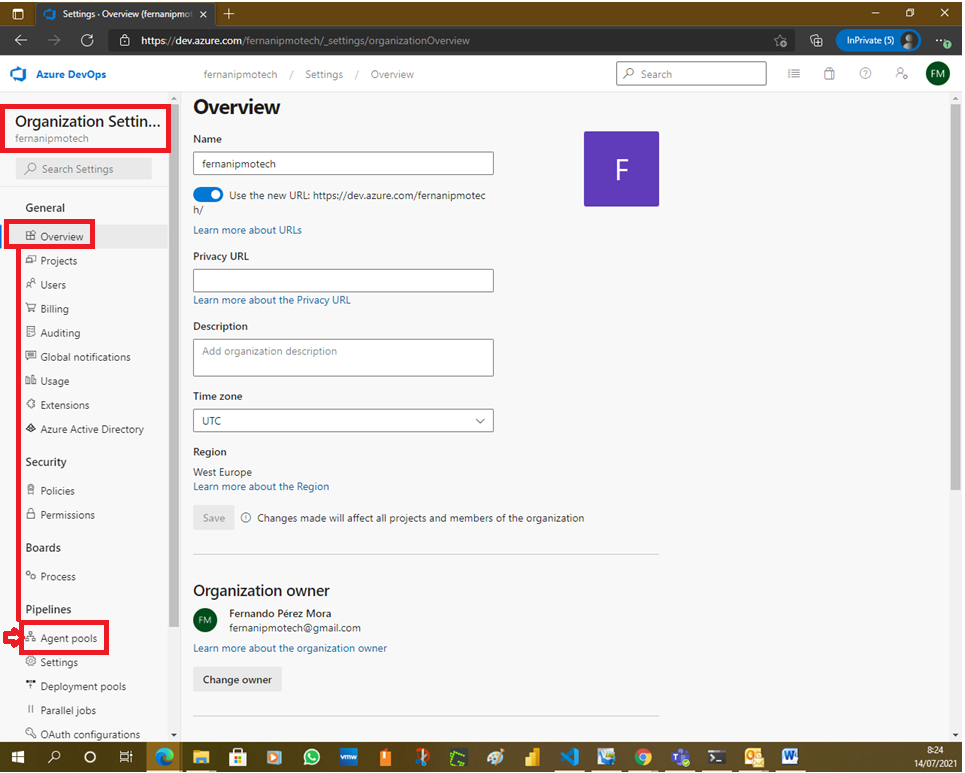 Settings - Overview (fernanipmot
https://dev.azure.com/fernanipmotech/_settings/organizationOverview
InPrivate (5)
Azure DevOps
fernanipmotech / Settings / Overview
Search
FM
Organization Settin...
fernanipmotech
Search Settings
General
Overview
Projects
Users
Billing
Auditing
Global notifications
Usage
Extensions
Azure Active Directory
Security
Policies
Permissions
Boards
Process
Pipelines
Agent pools
Settings
Deployment pools
Parallel jobs
OAuth configurations
Overview
Name
fernanipmotech
F
Use the new URL: https://dev.azure.com/fernanipmotec
h/
Learn more about URLs
Privacy URL
Learn more about the Privacy URL
Description
Add organization description
Time zone
UTC
Region
West Europe
Learn more about the Region
Save
Changes made will affect all projects and members of the organization
Organization owner
FM
Fernando Pérez Mora
fernanipmotech@gmail.com
Learn more about the organization owner
Change owner
vmw
8:24
14/07/2021